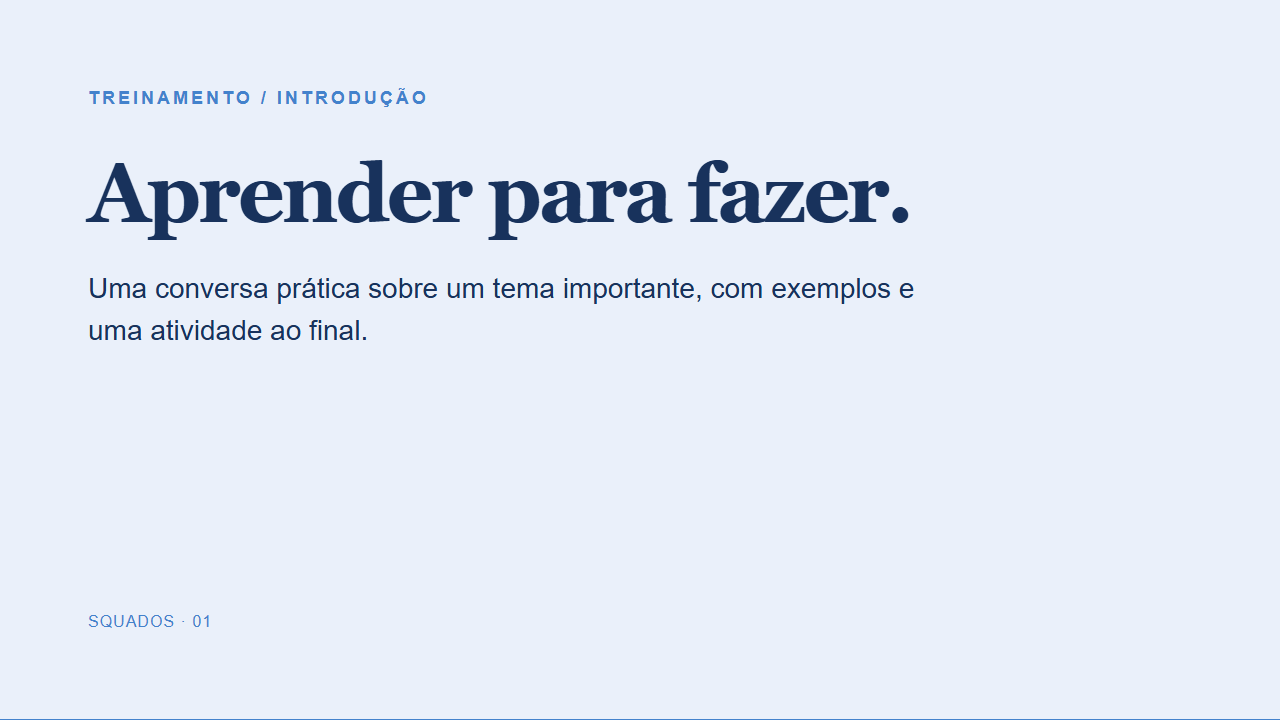 TREINAMENTO / INTRODUÇÃO
Aprender para fazer.
Uma conversa prática sobre um tema importante, com exemplos e
uma atividade ao final.
SQUADOS · 01